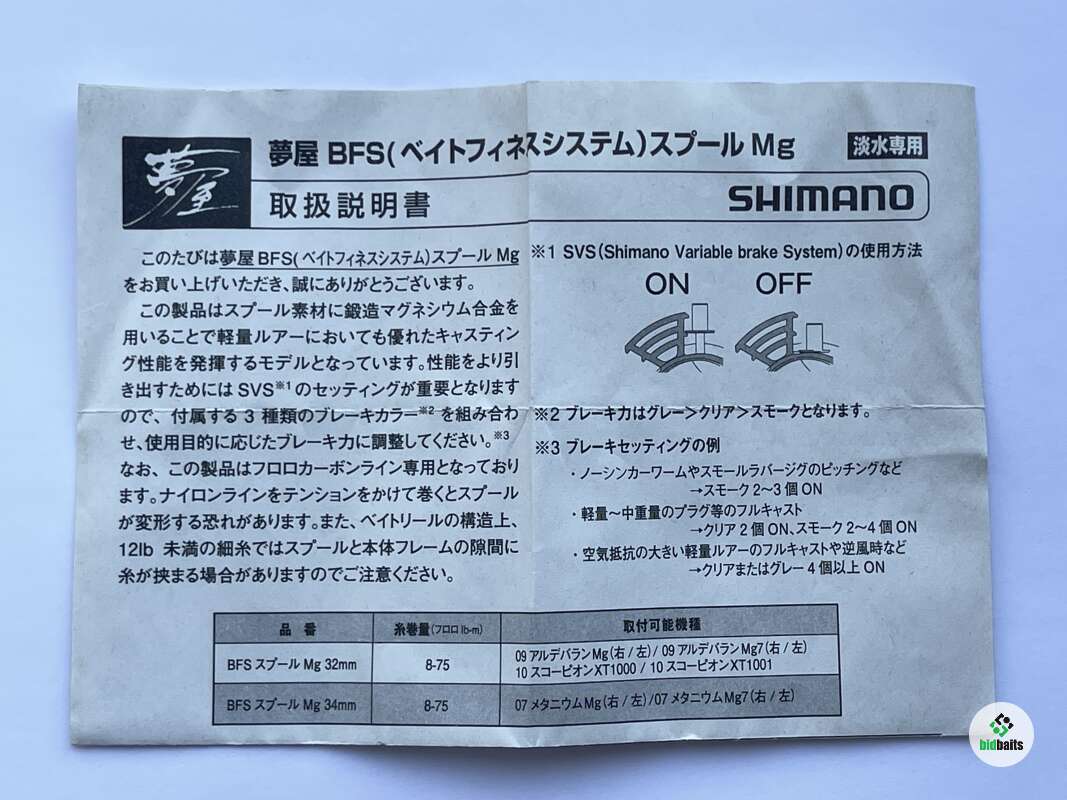 夢屋
夢屋 BFS(ベイトフィネスシステム)スプール Mg
淡水専用
取扱説明書
SHIMANO
このたびは夢屋 BFS(ベイトフィネスシステム)スプール Mg
をお買い上げいただき、誠にありがとうございます。
この製品はスプール素材に鍛造マグネシウム合金を
用いることで軽量ルアーにおいても優れたキャスティン
グ性能を発揮するモデルとなっています。性能をより引
き出すためには SVS※1 のセッティングが重要となります
ので、付属する 3 種類のブレーキカラー※2 を組み合わ
せ、使用目的に応じたブレーキ力に調整してください。※3
なお、この製品はフロロカーボンライン専用となっており
ます。ナイロンラインをテンションをかけて巻くとスプール
が変形する恐れがあります。また、ベイトリールの構造上、
12lb 未満の細糸ではスプールと本体フレームの隙間に
糸が挟まる場合がありますのでご注意ください。
※1 SVS(Shimano Variable brake System)の使用方法
ON OFF
※2 ブレーキ力はグレー>クリア>スモークとなります。
※3 ブレーキセッティングの例
・ノーシンカーワームやスモールラバージグのピッチングなど
→スモーク 2〜3 個 ON
・軽量〜中重量のプラグ等のフルキャスト
→クリア 2 個 ON、スモーク 2〜4 個 ON
・空気抵抗の大きい軽量ルアーのフルキャストや逆風時など
→クリアまたはグレー 4 個以上 ON
品 番 糸巻量(フロロ lb-m) 取付可能機種
BFS スプール Mg 32mm 8-75 09 アルデバラン Mg(右 / 左)/ 09 アルデバラン Mg7(右 / 左)
10 スコーピオン XT1000 / 10 スコーピオン XT1001
BFS スプール Mg 34mm 8-75 07 メタニウム Mg(右 / 左)/07 メタニウム Mg7(右 / 左)
bidbaits